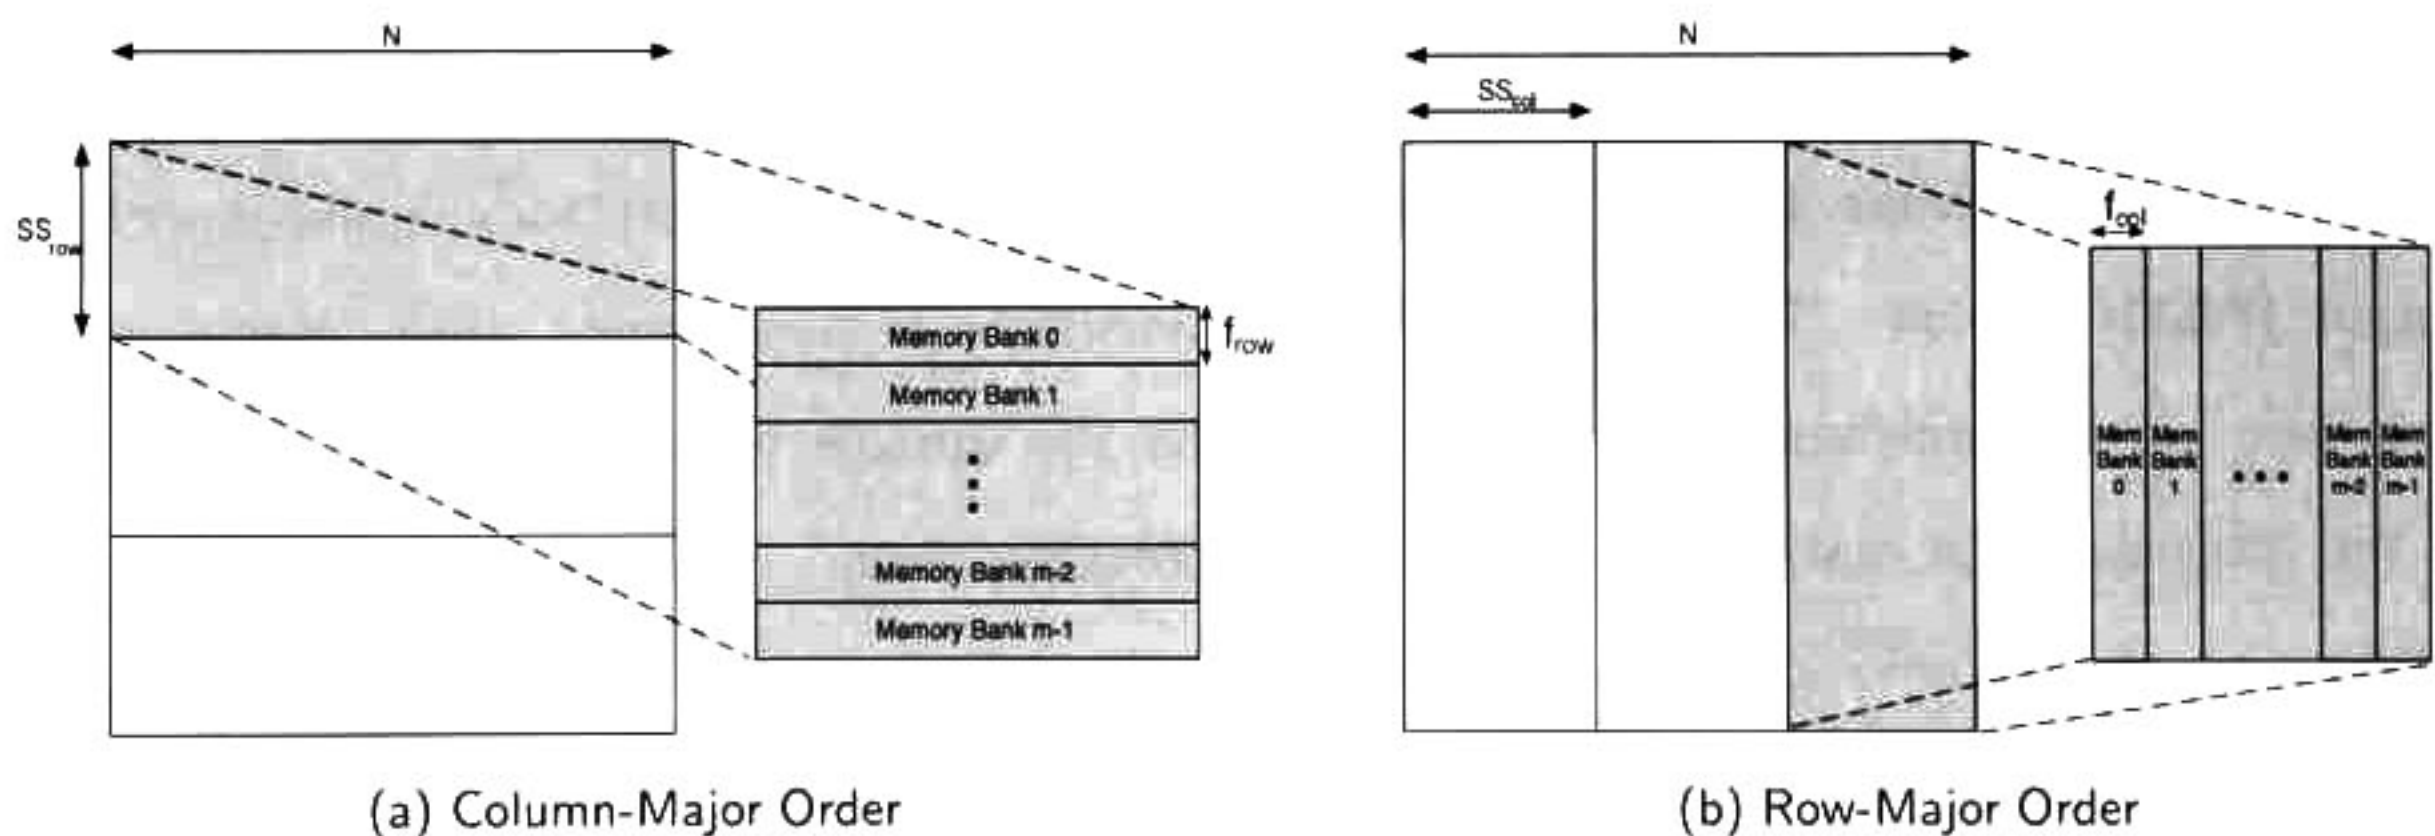 N
SS_row
Memory Bank 0
f_row
Memory Bank 1
Memory Bank m-2
Memory Bank m-1
(a) Column-Major Order
N
SS_col
f_col
Mem Bank 0
Mem Bank 1
Mem Bank m-2
Mem Bank m-1
(b) Row-Major Order